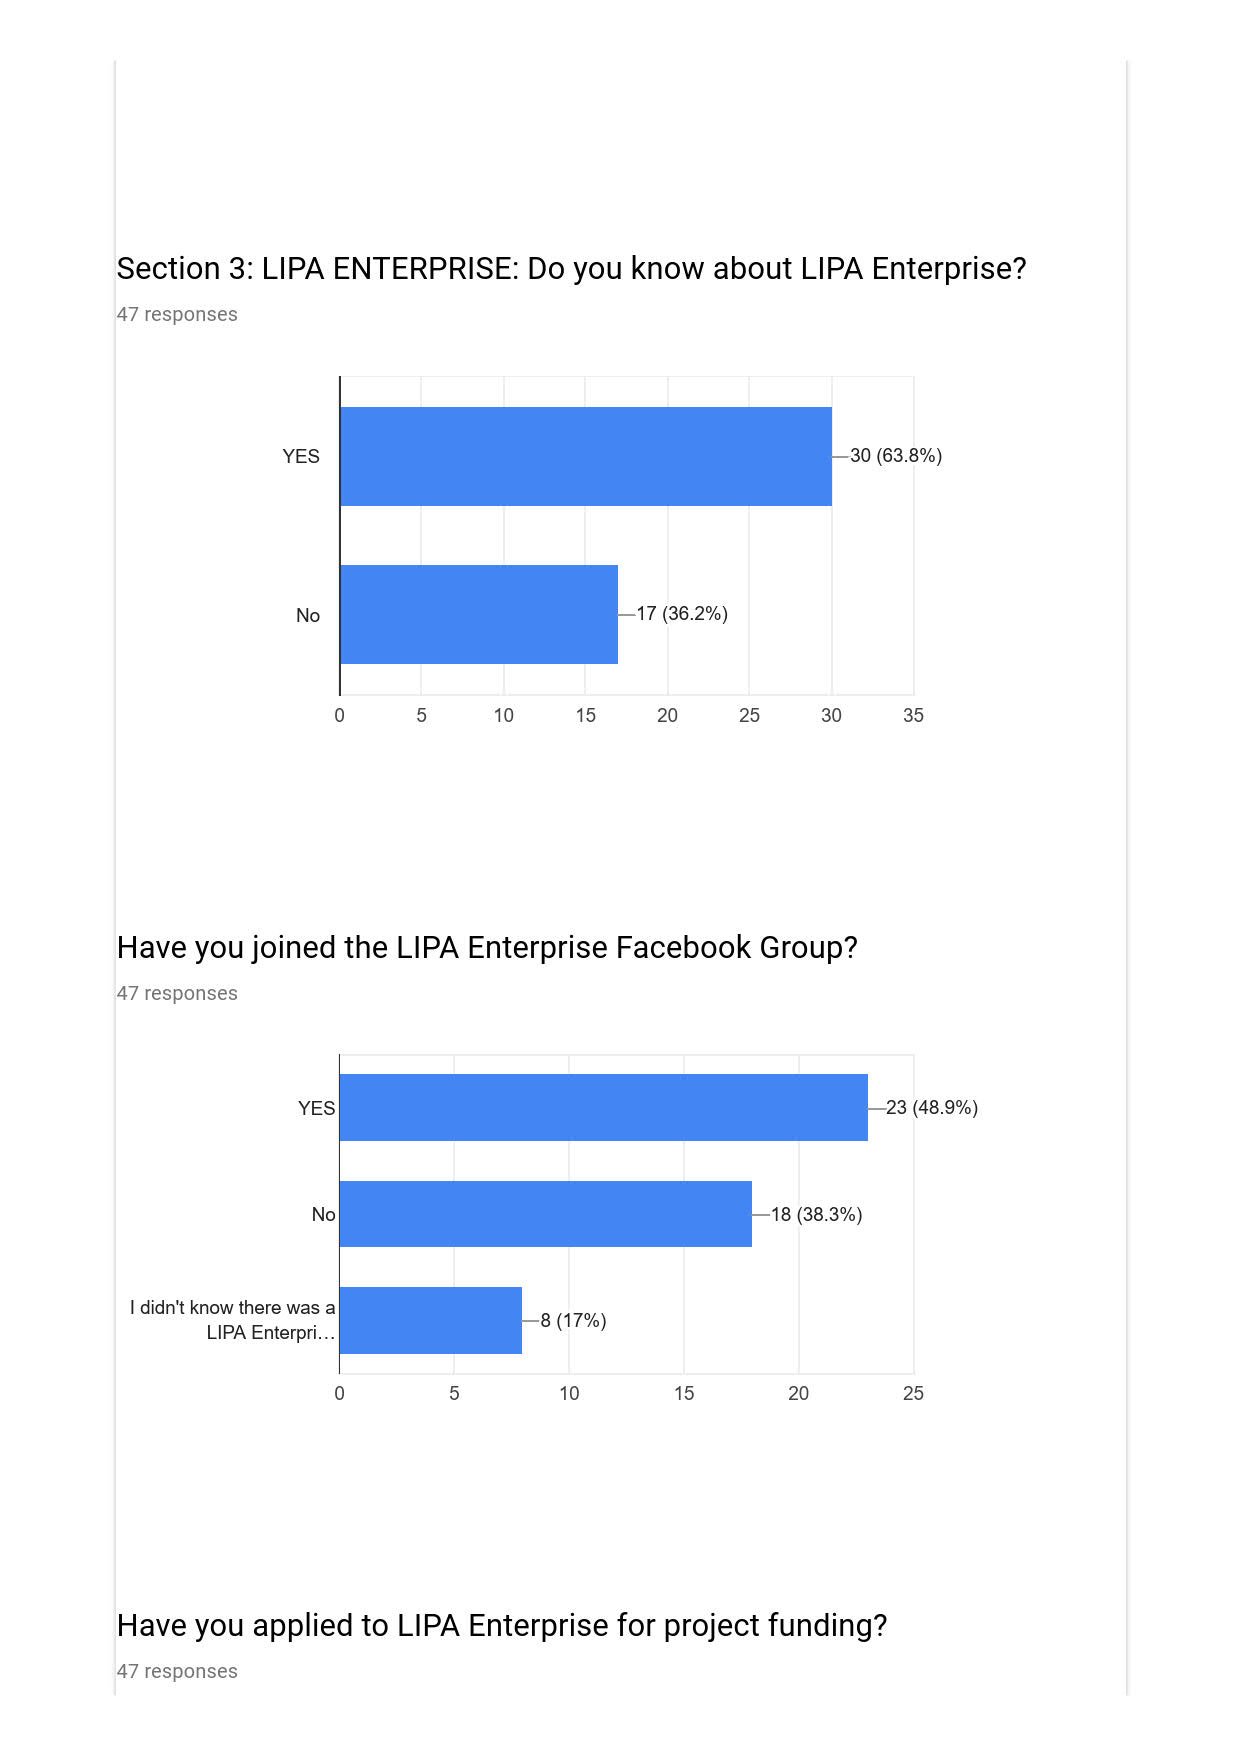 Section 3: LIPA ENTERPRISE: Do you know about LIPA Enterprise?
47 responses
YES
30 (63.8%)
No
17 (36.2%)
0 5 10 15 20 25 30 35
Have you joined the LIPA Enterprise Facebook Group?
47 responses
YES
23 (48.9%)
No
18 (38.3%)
I didn't know there was a
LIPA Enterpri…
8 (17%)
0 5 10 15 20 25
Have you applied to LIPA Enterprise for project funding?
47 responses